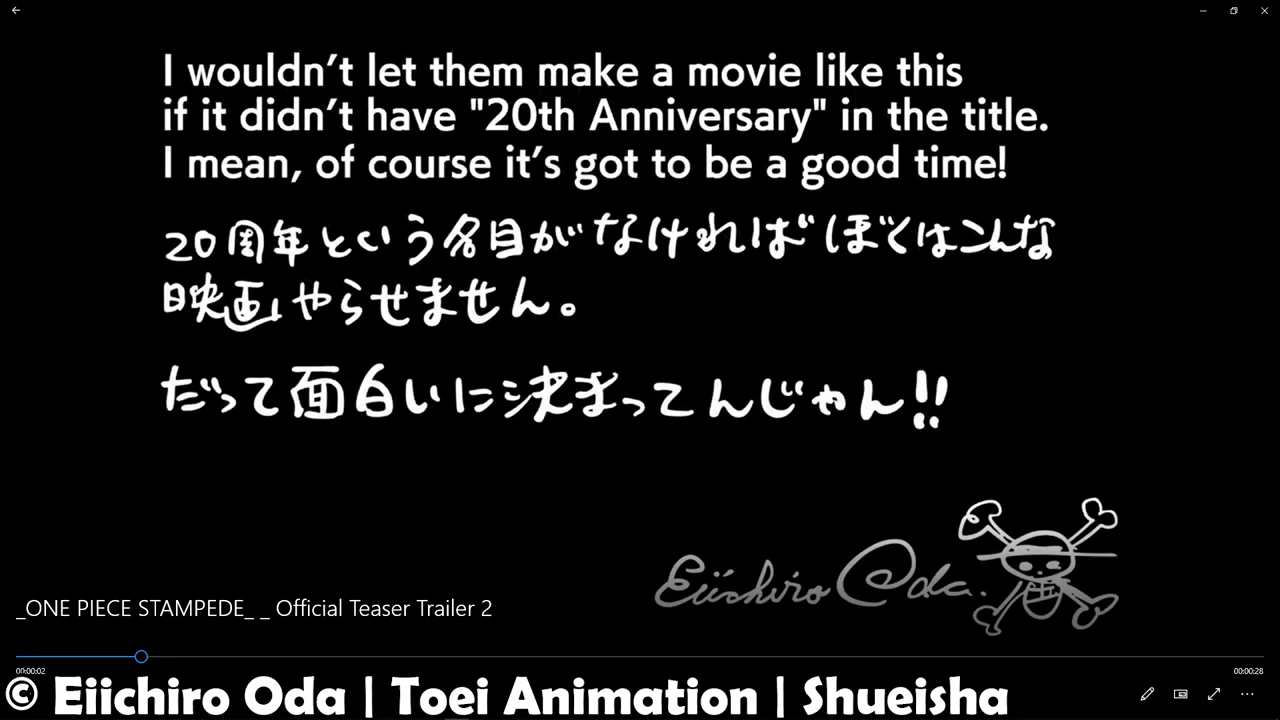 I wouldn't let them make a movie like this
if it didn't have "20th Anniversary" in the title.
I mean, of course it's got to be a good time!
20周年という名目がなければぼくはこんな
映画やらせません。
だって面白いに決まってんじゃん!!
Eiichiro Oda.
_ONE PIECE STAMPEDE_ _ Official Teaser Trailer 2
00:00:02
00:00:28
© Eiichiro Oda | Toei Animation | Shueisha